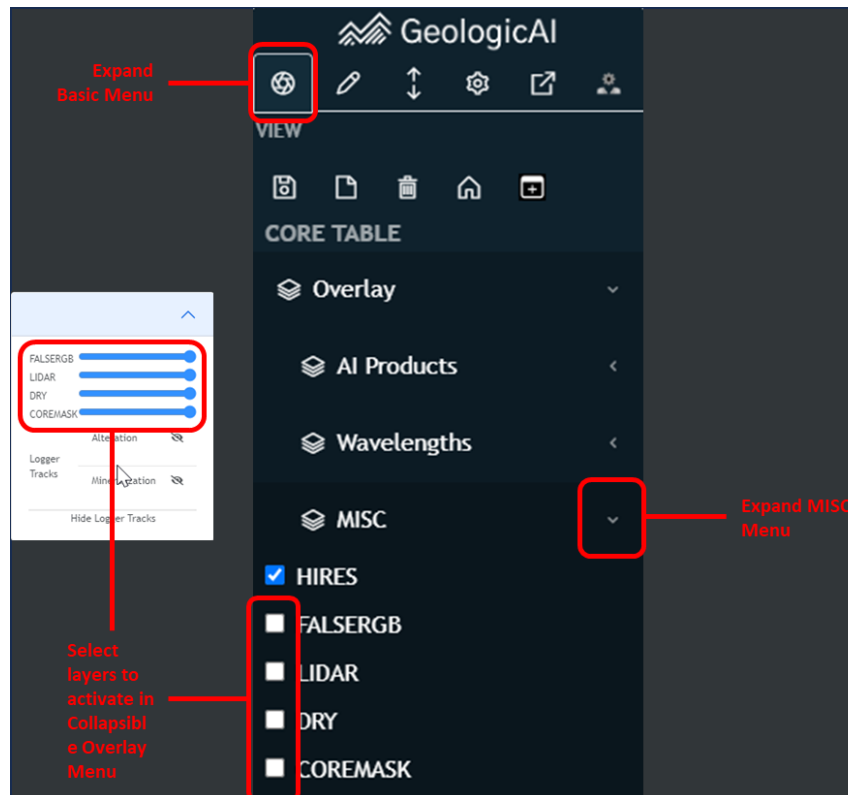 GeologicAI
Expand
Basic Menu
VIEW
CORE TABLE
Overlay
AI Products
Wavelengths
MISC
Expand MISC
Menu
HIRES
FALSERGB
LIDAR
DRY
COREMASK
FALSERGB
LIDAR
DRY
COREMASK
Alteration
Logger
Tracks
Mineralization
Hide Logger Tracks
Select
layers to
activate in
Collapsibl
e Overlay
Menu